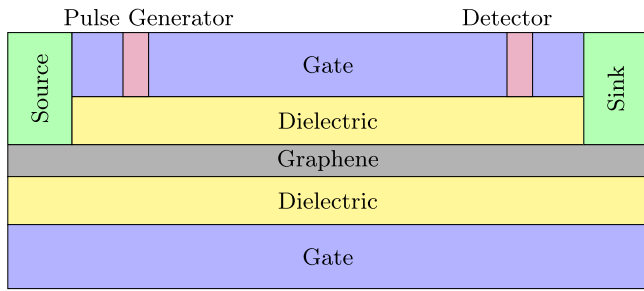 Pulse Generator
Detector
Source
Gate
Sink
Dielectric
Graphene
Dielectric
Gate